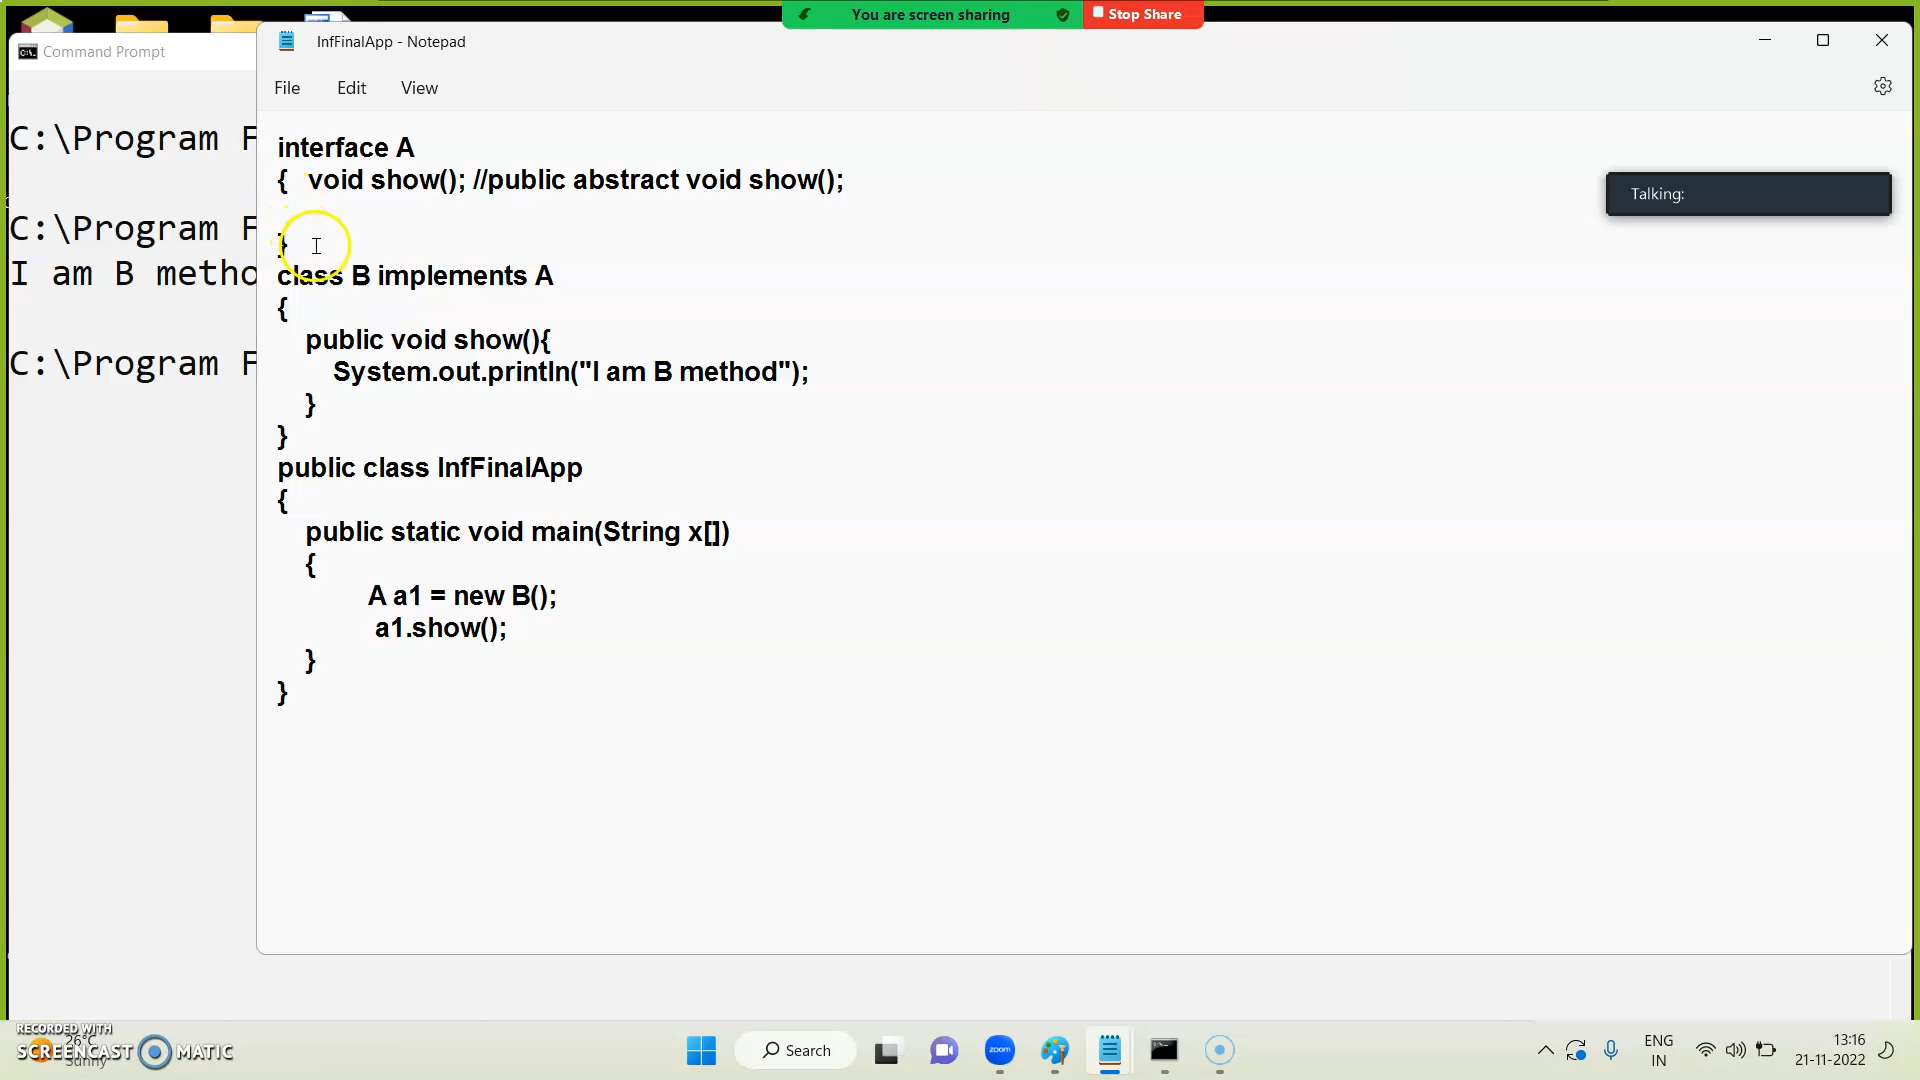 You are screen sharing
Stop Share
Command Prompt
InfFinalApp - Notepad
File Edit View
C:\Program F
C:\Program F
I am B metho
C:\Program F
interface A
{ void show(); //public abstract void show();
}
class B implements A
{
public void show(){
System.out.println("I am B method");
}
}
public class InfFinalApp
{
public static void main(String x[])
{
A a1 = new B();
a1.show();
}
}
Talking:
RECORDED WITH
SCREENCAST MATIC
26°C
Sunny
Search
zoom
ENG
IN
13:16
21-11-2022